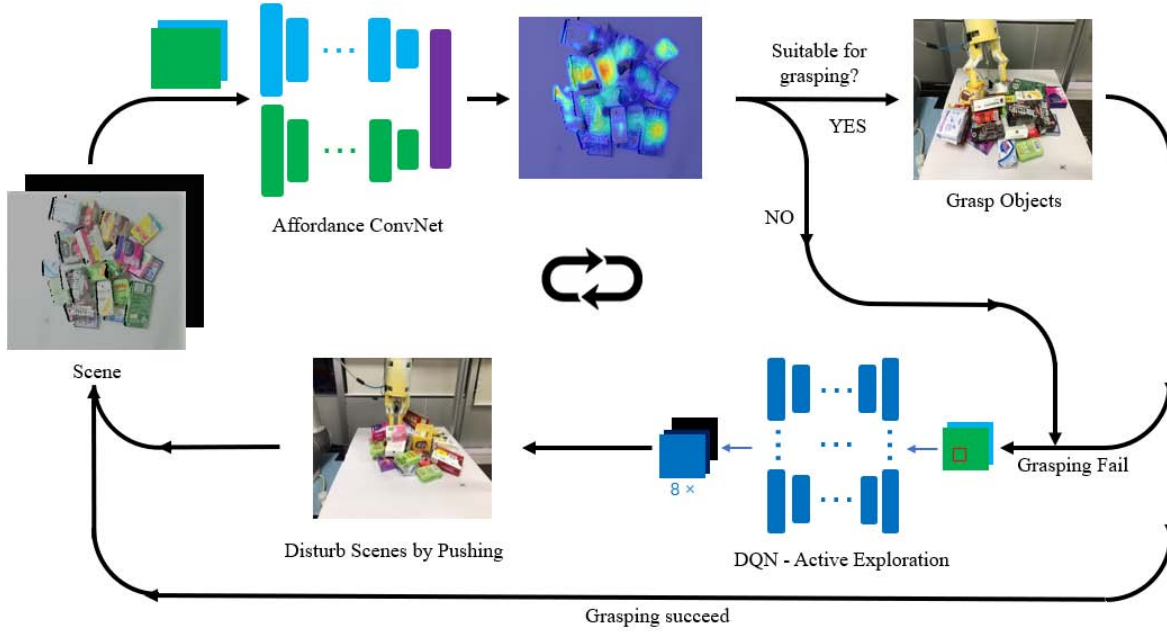 Suitable for
grasping?
YES
Affordance ConvNet
Grasp Objects
NO
Scene
8 ×
Grasping Fail
Disturb Scenes by Pushing
DQN - Active Exploration
Grasping succeed